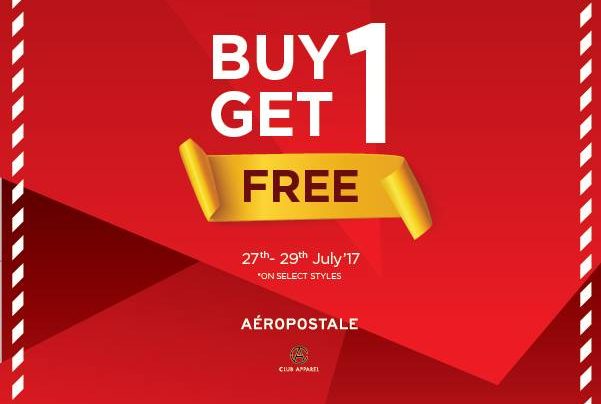 BUY 1
GET
FREE
27th- 29th July'17
*ON SELECT STYLES
AÉROPOSTALE
CLUB APPAREL